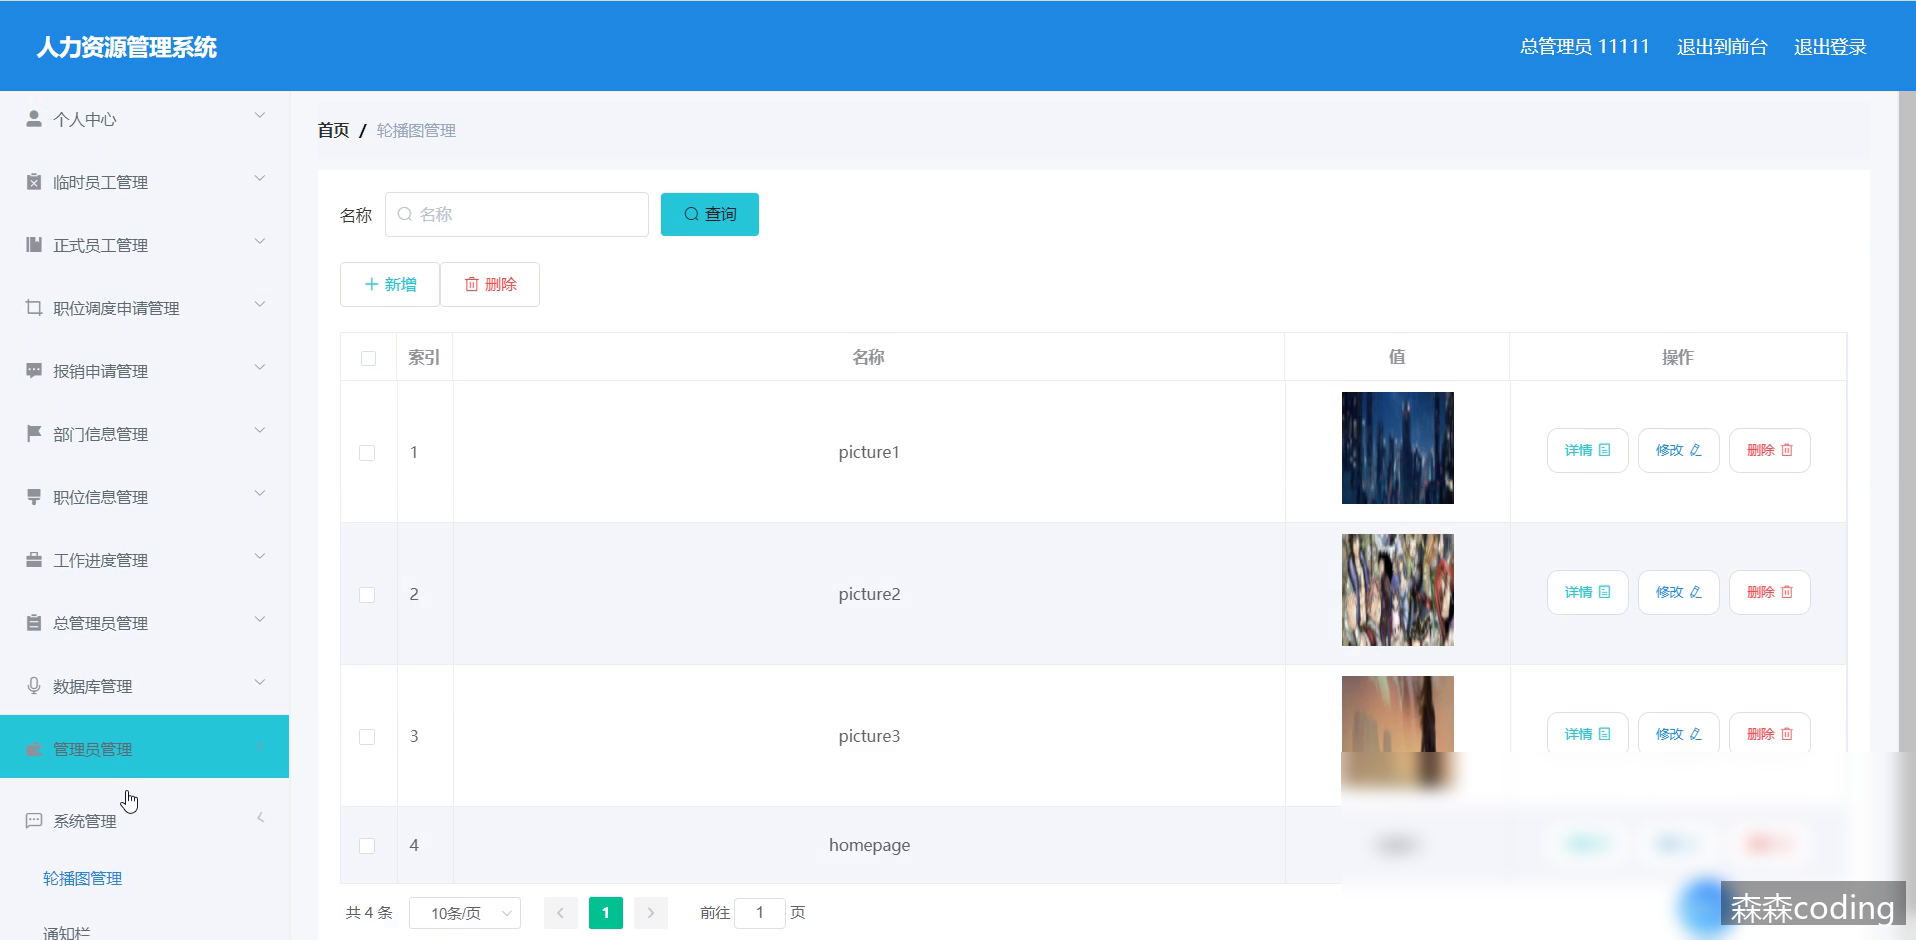 人力资源管理系统
总管理员 11111 退出到前台 退出登录
个人中心
临时员工管理
正式员工管理
职位调度申请管理
报销申请管理
部门信息管理
职位信息管理
工作进度管理
总管理员管理
数据库管理
管理员管理
系统管理
轮播图管理
通知栏
首页 / 轮播图管理
名称 名称 查询
新增 删除
索引 名称 值 操作
1 picture1 详情 修改 删除
2 picture2 详情 修改 删除
3 picture3 详情 修改 删除
4 homepage
共 4 条 10条/页 1 前往 1 页
森森coding